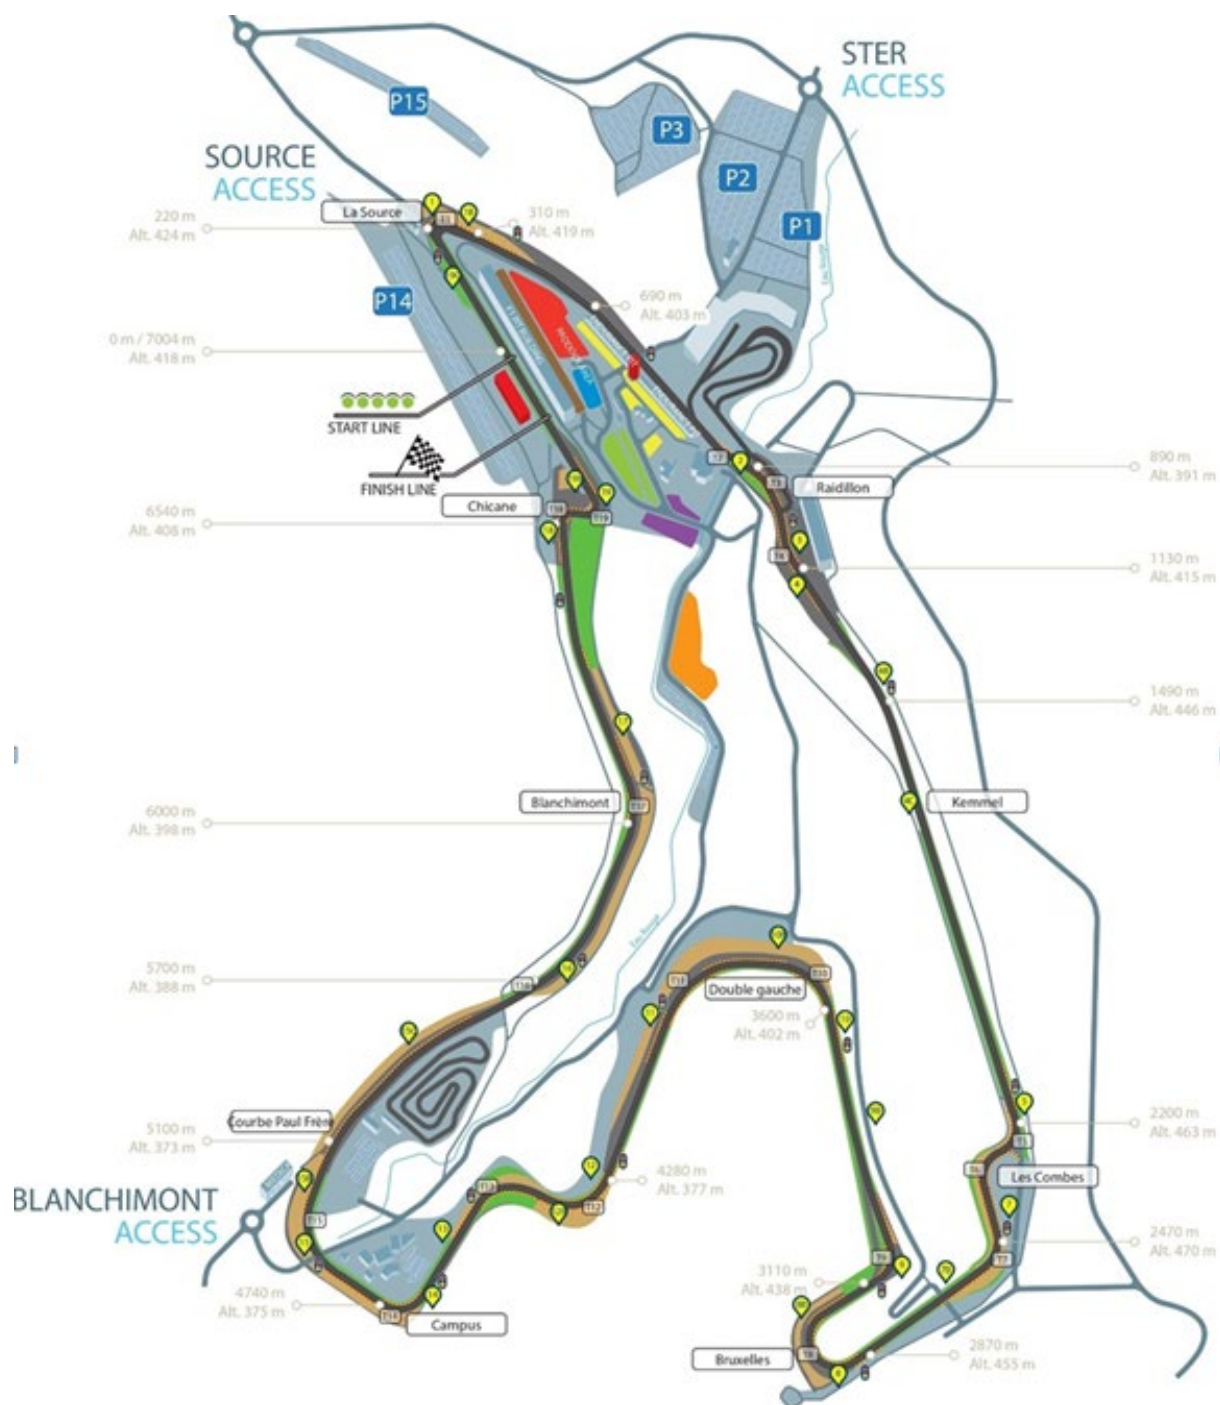 STER
ACCESS
P15
P3
P2
P1
SOURCE
ACCESS
La Source
220 m
Alt. 424 m
310 m
Alt. 419 m
P14
690 m
Alt. 403 m
0 m / 7004 m
Alt. 418 m
START LINE
FINISH LINE
890 m
Alt. 391 m
Raidillon
Chicane
6540 m
Alt. 408 m
T19
1130 m
Alt. 415 m
1490 m
Alt. 446 m
Kemmel
Blanchimont
6000 m
Alt. 398 m
Eau Rouge
5700 m
Alt. 388 m
Double gauche
3600 m
Alt. 402 m
Courbe Paul Frère
5100 m
Alt. 373 m
2200 m
Alt. 463 m
Les Combes
4280 m
Alt. 377 m
BLANCHIMONT
ACCESS
2470 m
Alt. 470 m
3110 m
Alt. 438 m
4740 m
Alt. 375 m
Campus
Bruxelles
2870 m
Alt. 455 m